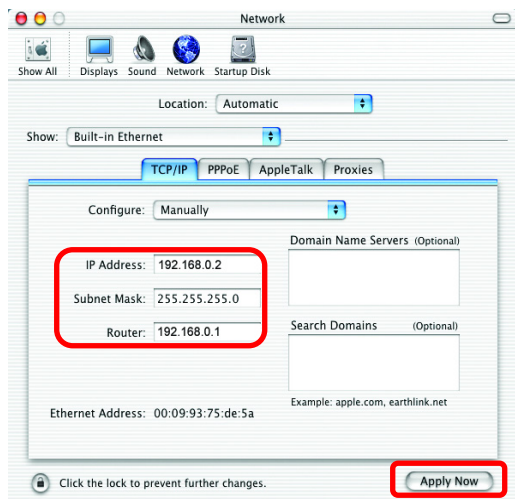 Network
Show All Displays Sound Network Startup Disk
Location: Automatic
Show: Built-in Ethernet
TCP/IP PPPoE AppleTalk Proxies
Configure: Manually
Domain Name Servers (Optional)
IP Address: 192.168.0.2
Subnet Mask: 255.255.255.0
Router: 192.168.0.1
Search Domains (Optional)
Example: apple.com, earthlink.net
Ethernet Address: 00:09:93:75:de:5a
Click the lock to prevent further changes.
Apply Now